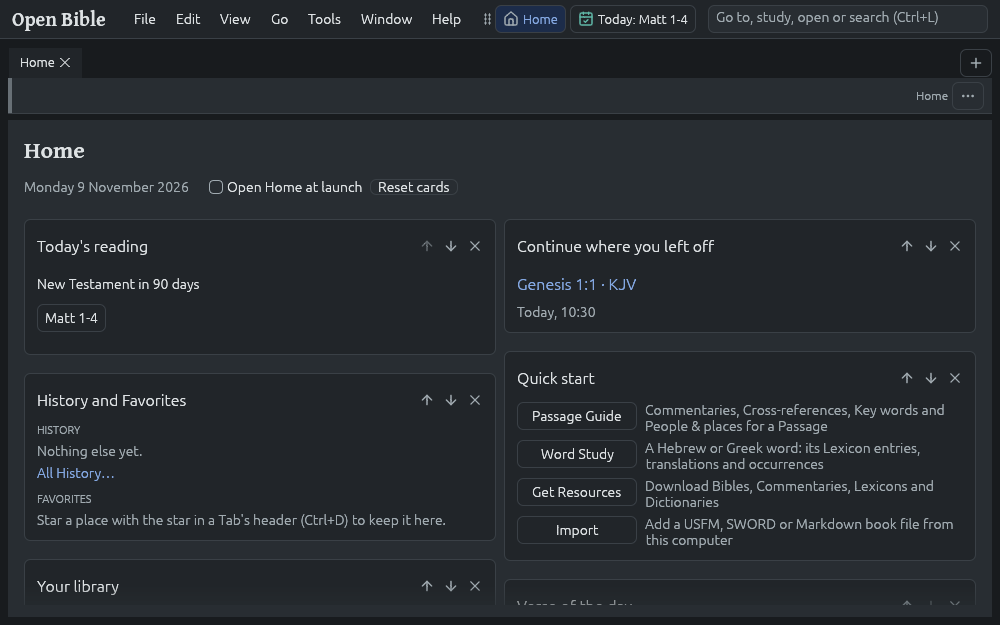 Open Bible File Edit View Go Tools Window Help Home Today: Matt 1-4 Go to, study, open or search (Ctrl+L)
Home
Home
Home
Monday 9 November 2026 Open Home at launch Reset cards
Today's reading
New Testament in 90 days
Matt 1-4
Continue where you left off
Genesis 1:1 · KJV
Today, 10:30
History and Favorites
HISTORY
Nothing else yet.
All History…
FAVORITES
Star a place with the star in a Tab's header (Ctrl+D) to keep it here.
Quick start
Passage Guide
Commentaries, Cross-references, Key words and
People & places for a Passage
Word Study
A Hebrew or Greek word: its Lexicon entries,
translations and occurrences
Get Resources
Download Bibles, Commentaries, Lexicons and
Dictionaries
Import
Add a USFM, SWORD or Markdown book file from
this computer
Your library
Verse of the day